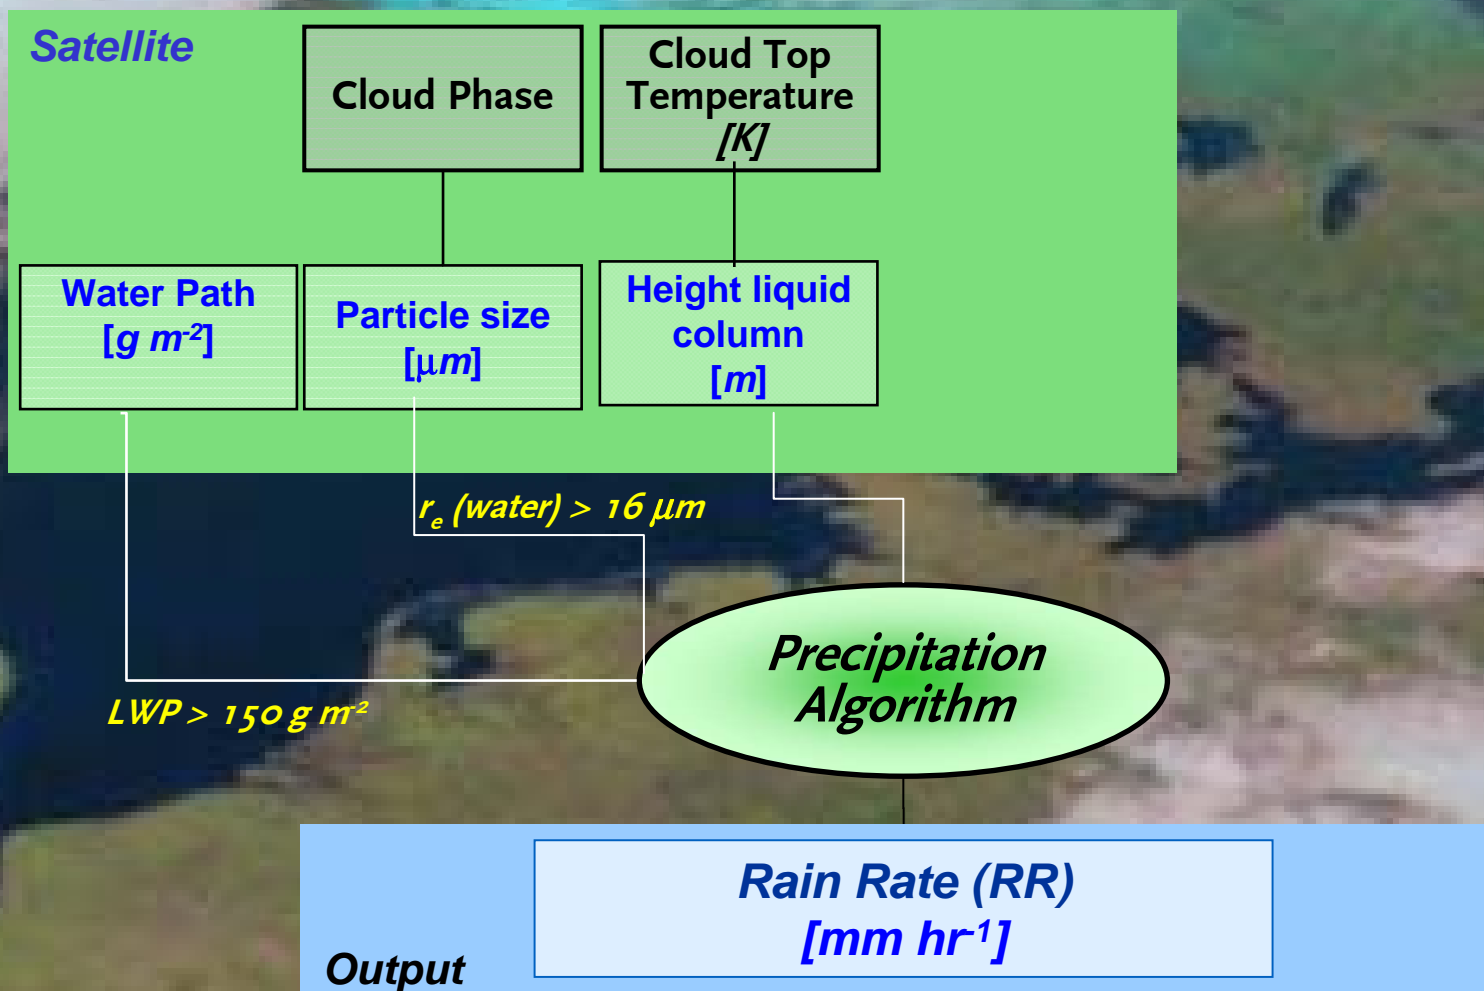 Satellite
Cloud Phase
Cloud Top
Temperature
[K]
Water Path
[g m⁻²]
Particle size
[μm]
Height liquid
column
[m]
rₑ (water) > 16 μm
LWP > 150 g m⁻²
Precipitation
Algorithm
Rain Rate (RR)
[mm hr⁻¹]
Output